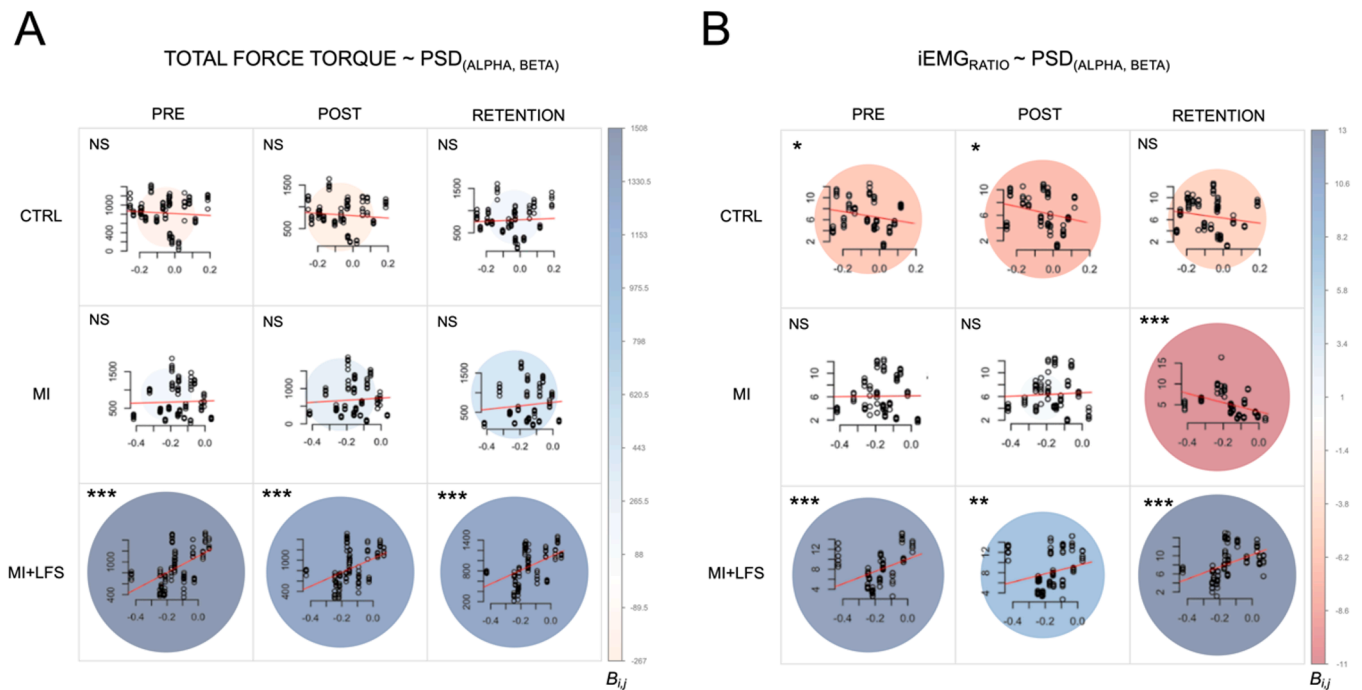 A
B
TOTAL FORCE TORQUE ~ PSD(ALPHA, BETA)
iEMGRATIO ~ PSD(ALPHA, BETA)
PRE POST RETENTION
PRE POST RETENTION
CTRL
NS NS NS
0 400 1000
-0.2 0.0 0.2
500 1500
-0.2 0.0 0.2
500 1500
-0.2 0.0 0.2
MI
NS NS NS
500 1500
-0.4 -0.2 0.0
0 1000
-0.4 -0.2 0.0
500 1500
-0.4 -0.2 0.0
MI+LFS
*** *** ***
400 1000
-0.4 -0.2 0.0
400 1000
-0.4 -0.2 0.0
200 800 1400
-0.4 -0.2 0.0
1508
1330.5
1153
975.5
798
620.5
443
265.5
88
-89.5
-267
Bi,j
CTRL
* * NS
2 6 10
-0.2 0.0 0.2
2 6 10
-0.2 0.0 0.2
2 6 10
-0.2 0.0 0.2
MI
NS NS ***
2 6 10
-0.4 -0.2 0.0
2 6 10
-0.4 -0.2 0.0
5 10 15
-0.4 -0.2 0.0
MI+LFS
*** ** ***
4 8 12
-0.4 -0.2 0.0
4 8 12
-0.4 -0.2 0.0
2 6 10
-0.4 -0.2 0.0
13
10.6
8.2
5.8
3.4
1
-1.4
-3.8
-6.2
-8.6
-11
Bi,j